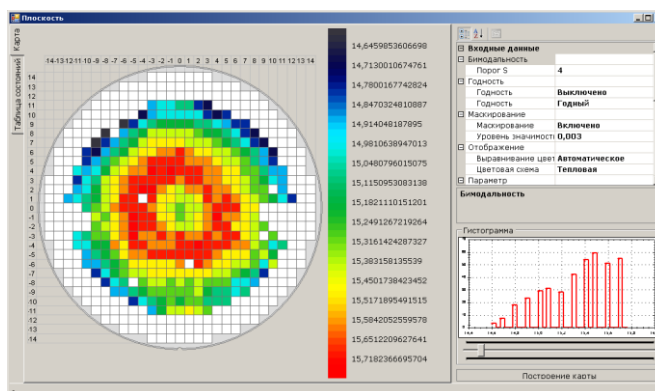 Плоскость
Карта
Таблица состояний
-14-13-12-11-10 -9 -8 -7 -6 -5 -4 -3 -2 -1 0 1 2 3 4 5 6 7 8 9 10 11 12 13 14
14
13
12
11
10
9
8
7
6
5
4
3
2
1
0
-1
-2
-3
-4
-5
-6
-7
-8
-9
-10
-11
-12
-13
-14
14,6459853606698
14,7130010674761
14,7800167742824
14,8470324810887
14,914048187895
14,9810638947013
15,0480796015075
15,1150953083138
15,1821110151201
15,2491267219264
15,3161424287327
15,383158135539
15,4501738423452
15,5171895491515
15,5842052559578
15,6512209627641
15,7182366695704
Входные данные
Бимодальность
Порог S 4
Годность
Годность Выключено
Годность Годный
Маскирование
Маскирование Включено
Уровень значимости 0,003
Отображение
Выравнивание цвет Автоматическое
Цветовая схема Тепловая
Параметр
Бимодальность
Гистограмма
Построение карты